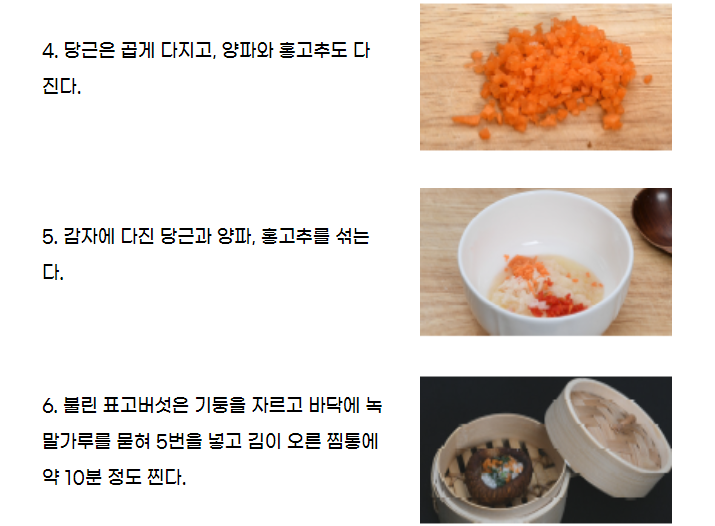 4. 당근은 곱게 다지고, 양파와 홍고추도 다
진다.
5. 감자에 다진 당근과 양파, 홍고추를 섞는
다.
6. 불린 표고버섯은 기둥을 자르고 바닥에 녹
말가루를 묻혀 5번을 넣고 김이 오른 찜통에
약 10분 정도 찐다.